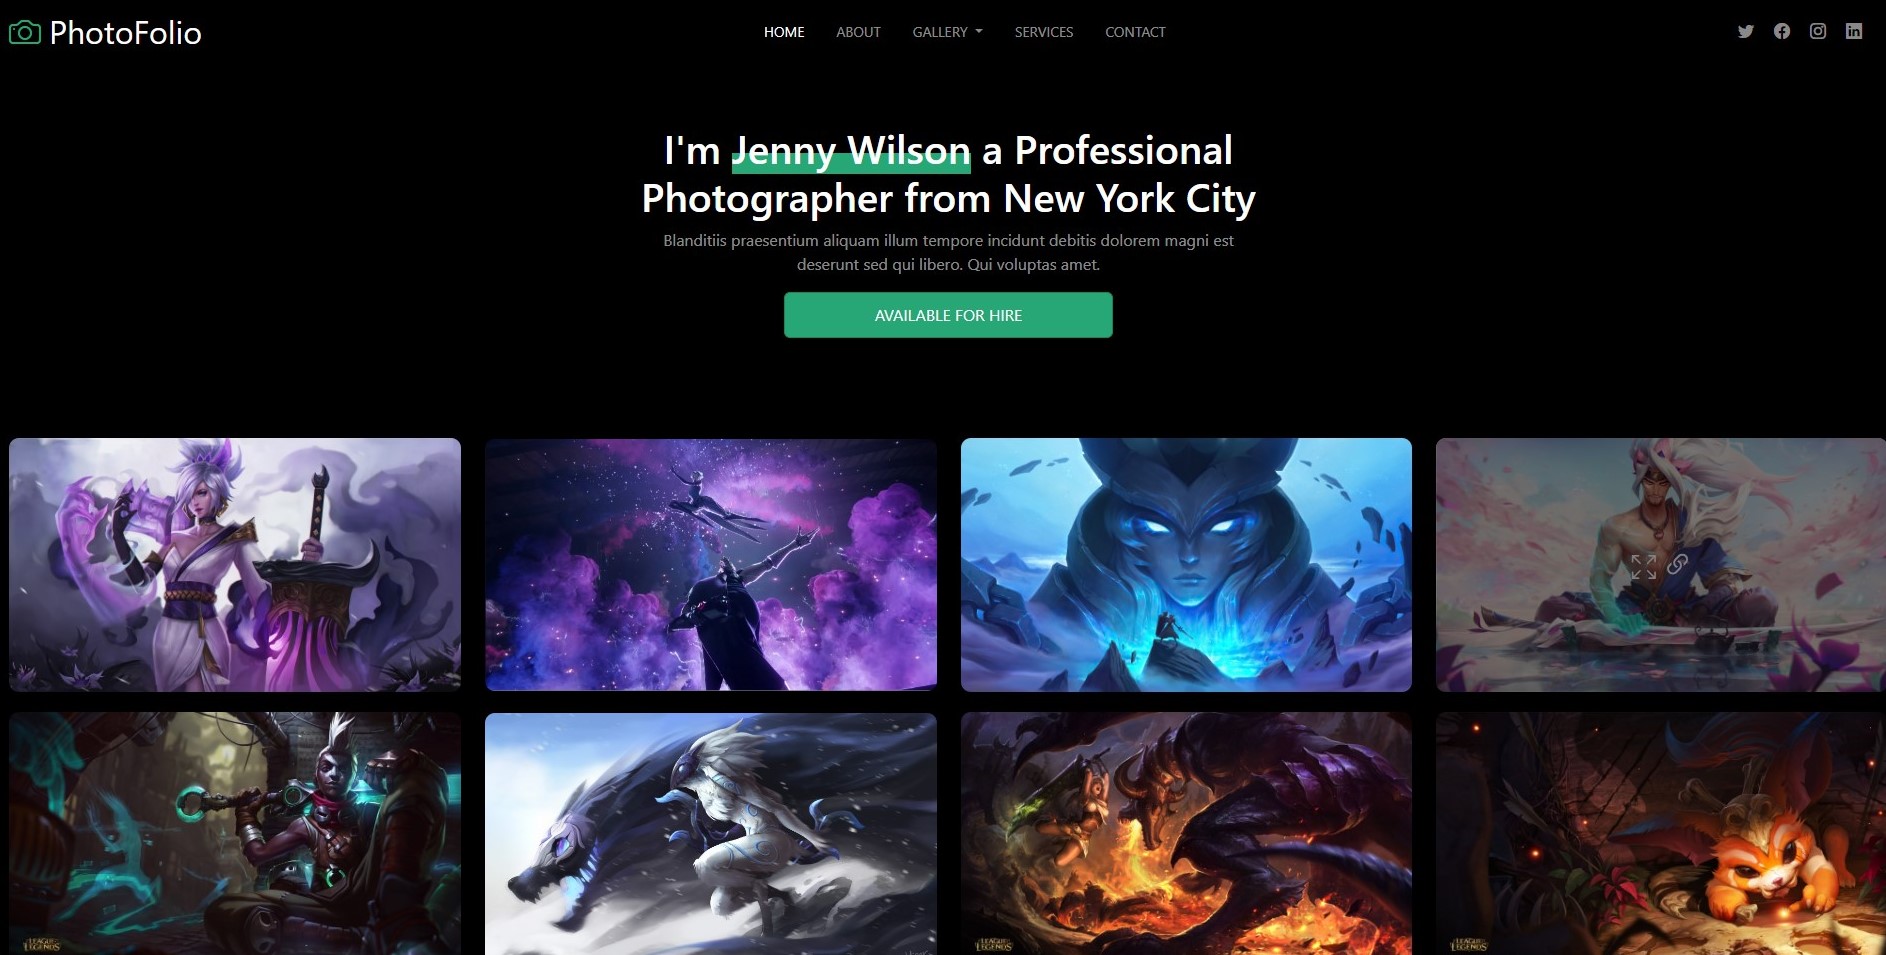 PhotoFolio
HOME ABOUT GALLERY SERVICES CONTACT
I'm Jenny Wilson a Professional
Photographer from New York City
Blanditiis praesentium aliquam illum tempore incidunt debitis dolorem magni est
deserunt sed qui libero. Qui voluptas amet.
AVAILABLE FOR HIRE
LEAGUE OF
LEGENDS
LEAGUE OF
LEGENDS
LEAGUE OF
LEGENDS